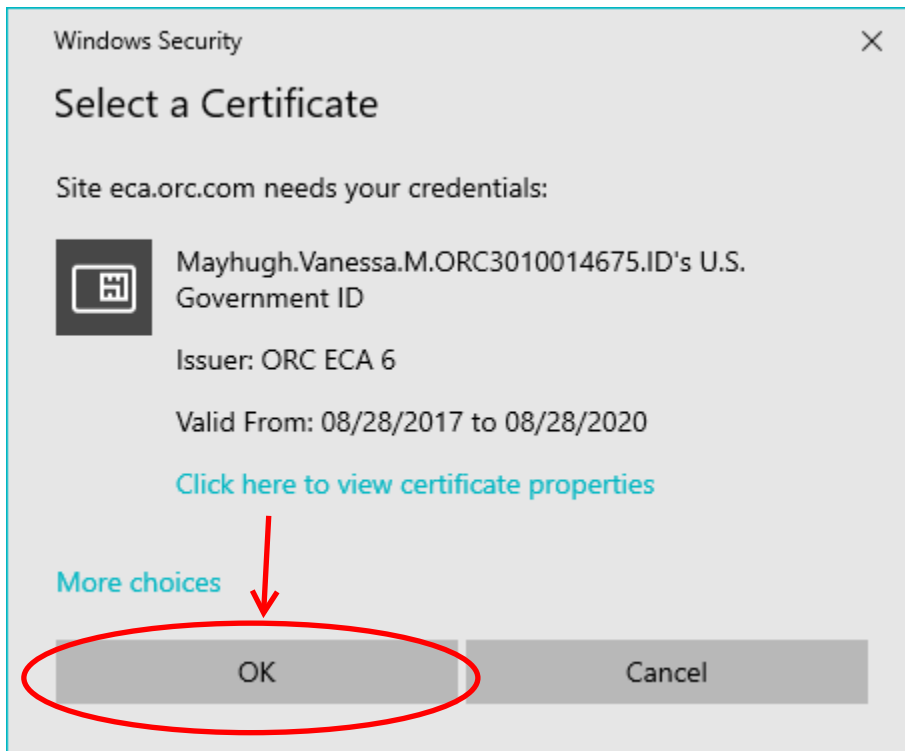 Windows Security
Select a Certificate
Site eca.orc.com needs your credentials:
Mayhugh.Vanessa.M.ORC3010014675.ID's U.S.
Government ID
Issuer: ORC ECA 6
Valid From: 08/28/2017 to 08/28/2020
Click here to view certificate properties
More choices
OK
Cancel